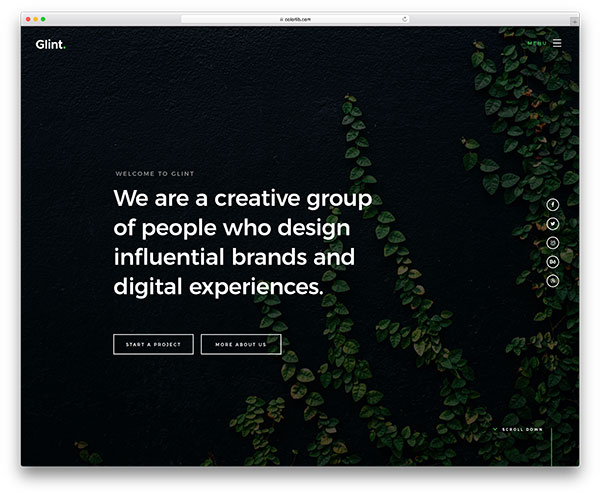 colorlib.com
Glint.
MENU
WELCOME TO GLINT
We are a creative group
of people who design
influential brands and
digital experiences.
START A PROJECT
MORE ABOUT US
Bē
SCROLL DOWN